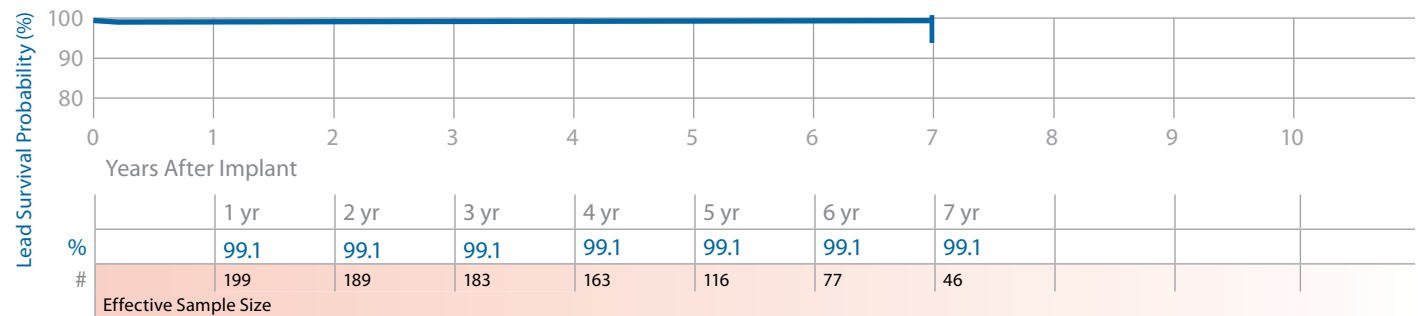 Lead Survival Probability (%)
100
90
80
0 1 2 3 4 5 6 7 8 9 10
Years After Implant
1 yr 2 yr 3 yr 4 yr 5 yr 6 yr 7 yr
% 99.1 99.1 99.1 99.1 99.1 99.1 99.1
# 199 189 183 163 116 77 46
Effective Sample Size